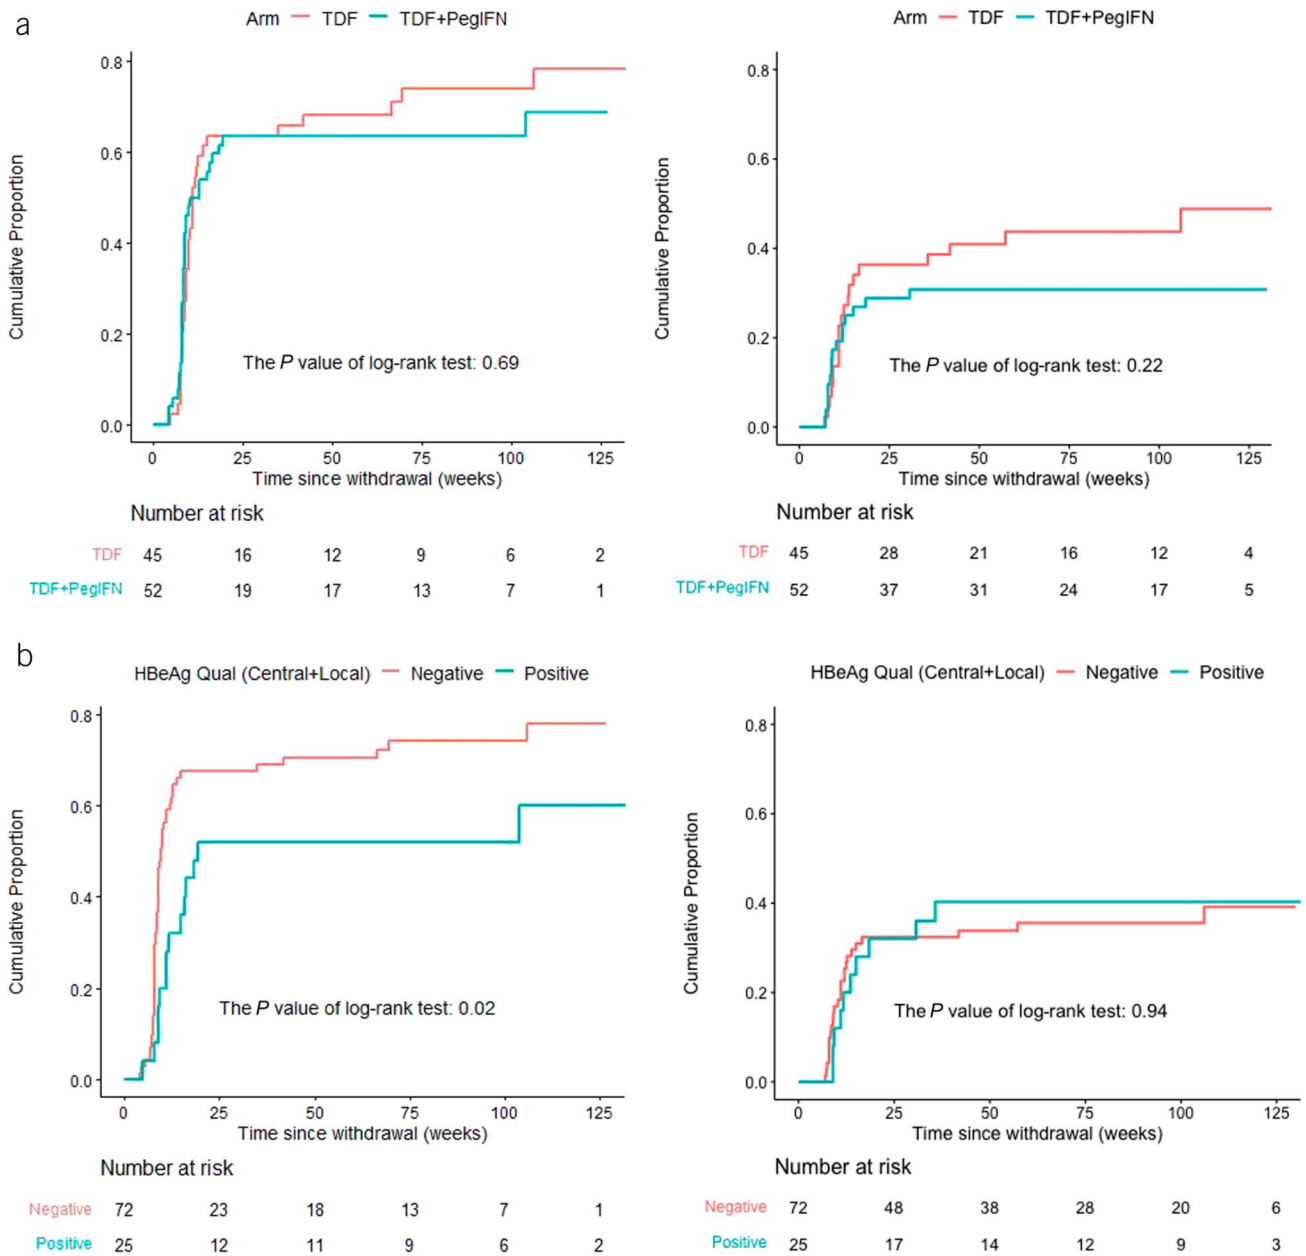 a
Arm TDF TDF+PegIFN
Cumulative Proportion
0.8
0.6
0.4
0.2
0.0
The P value of log-rank test: 0.69
0 25 50 75 100 125
Time since withdrawal (weeks)
Number at risk
TDF 45 16 12 9 6 2
TDF+PegIFN 52 19 17 13 7 1
Arm TDF TDF+PegIFN
Cumulative Proportion
0.8
0.6
0.4
0.2
0.0
The P value of log-rank test: 0.22
0 25 50 75 100 125
Time since withdrawal (weeks)
Number at risk
TDF 45 28 21 16 12 4
TDF+PegIFN 52 37 31 24 17 5
b
HBeAg Qual (Central+Local) Negative Positive
Cumulative Proportion
0.8
0.6
0.4
0.2
0.0
The P value of log-rank test: 0.02
0 25 50 75 100 125
Time since withdrawal (weeks)
Number at risk
Negative 72 23 18 13 7 1
Positive 25 12 11 9 6 2
HBeAg Qual (Central+Local) Negative Positive
Cumulative Proportion
0.8
0.6
0.4
0.2
0.0
The P value of log-rank test: 0.94
0 25 50 75 100 125
Time since withdrawal (weeks)
Number at risk
Negative 72 48 38 28 20 6
Positive 25 17 14 12 9 3